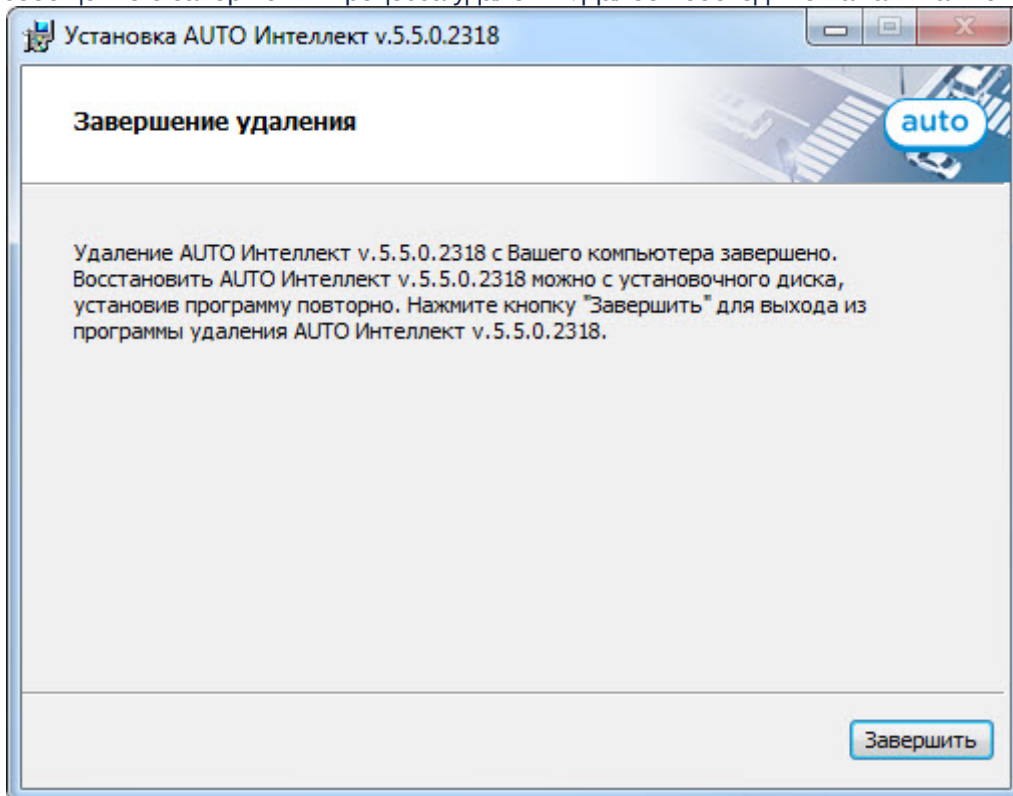 Установка AUTO Интеллект v.5.5.0.2318
Завершение удаления
auto
Удаление AUTO Интеллект v.5.5.0.2318 с Вашего компьютера завершено.
Восстановить AUTO Интеллект v.5.5.0.2318 можно с установочного диска,
установив программу повторно. Нажмите кнопку "Завершить" для выхода из
программы удаления AUTO Интеллект v.5.5.0.2318.
Завершить